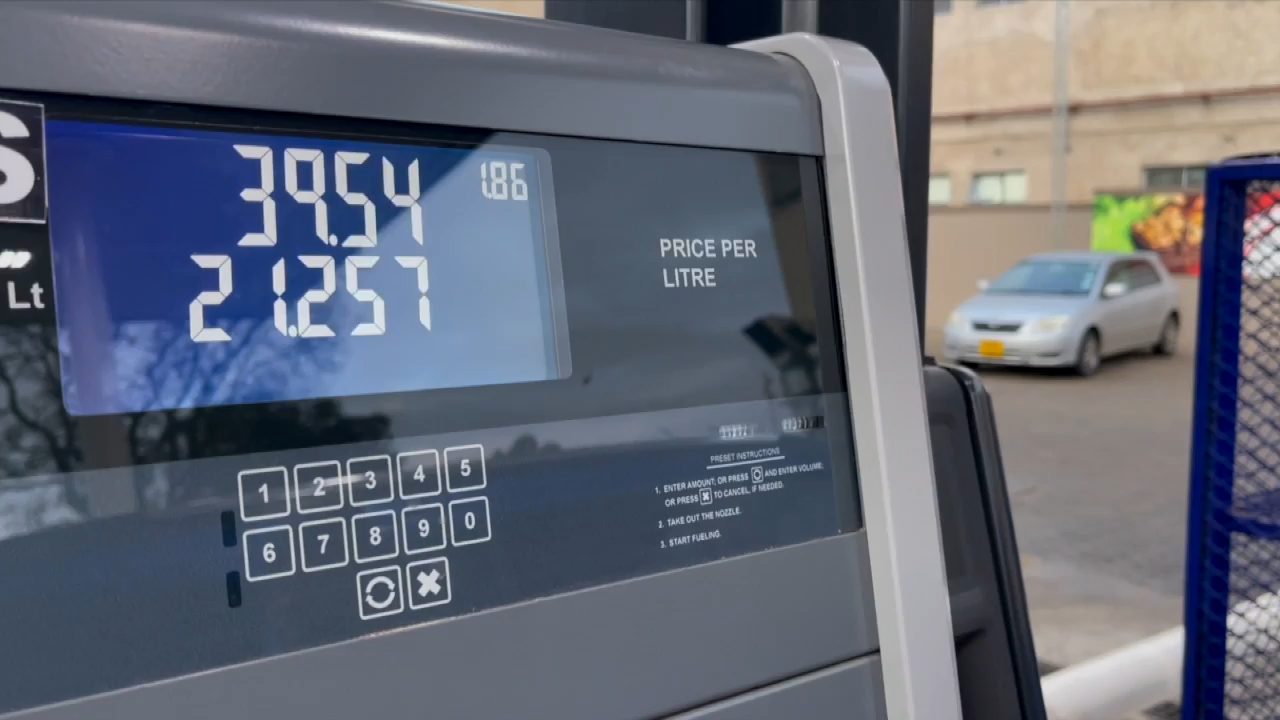 S
39.54
1.86
Lt
21.257
PRICE PER
LITRE
1 2 3 4 5
6 7 8 9 0
PRESET INSTRUCTIONS
1. ENTER AMOUNT, OR PRESS AND ENTER VOLUME;
OR PRESS TO CANCEL, IF NEEDED.
2. TAKE OUT THE NOZZLE.
3. START FUELING.